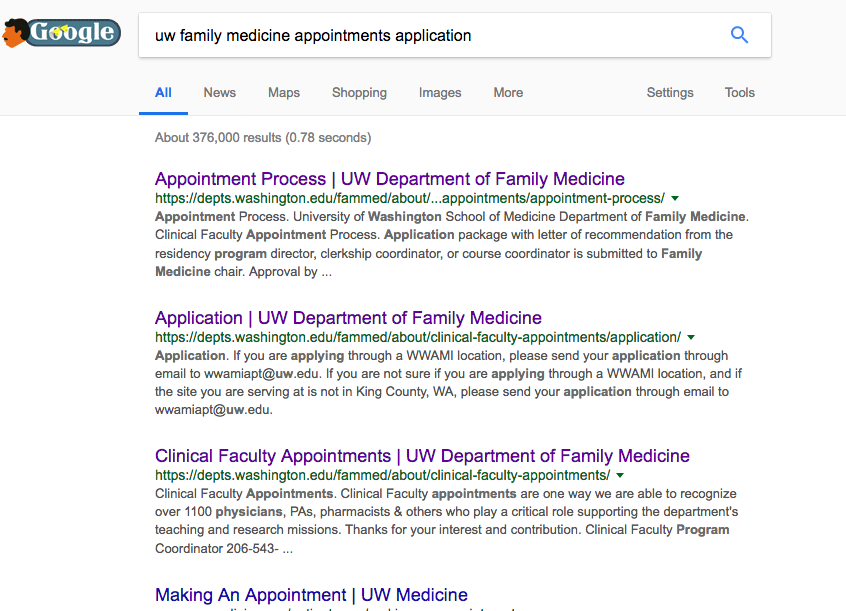 Google
uw family medicine appointments application
All News Maps Shopping Images More Settings Tools
About 376,000 results (0.78 seconds)
Appointment Process | UW Department of Family Medicine
https://depts.washington.edu/fammed/about/...appointments/appointment-process/
Appointment Process. University of Washington School of Medicine Department of Family Medicine.
Clinical Faculty Appointment Process. Application package with letter of recommendation from the
residency program director, clerkship coordinator, or course coordinator is submitted to Family
Medicine chair. Approval by ...
Application | UW Department of Family Medicine
https://depts.washington.edu/fammed/about/clinical-faculty-appointments/application/
Application. If you are applying through a WWAMI location, please send your application through
email to wwamiapt@uw.edu. If you are not sure if you are applying through a WWAMI location, and if
the site you are serving at is not in King County, WA, please send your application through email to
wwamiapt@uw.edu.
Clinical Faculty Appointments | UW Department of Family Medicine
https://depts.washington.edu/fammed/about/clinical-faculty-appointments/
Clinical Faculty Appointments. Clinical Faculty appointments are one way we are able to recognize
over 1100 physicians, PAs, pharmacists & others who play a critical role supporting the department's
teaching and research missions. Thanks for your interest and contribution. Clinical Faculty Program
Coordinator 206-543- ...
Making An Appointment | UW Medicine